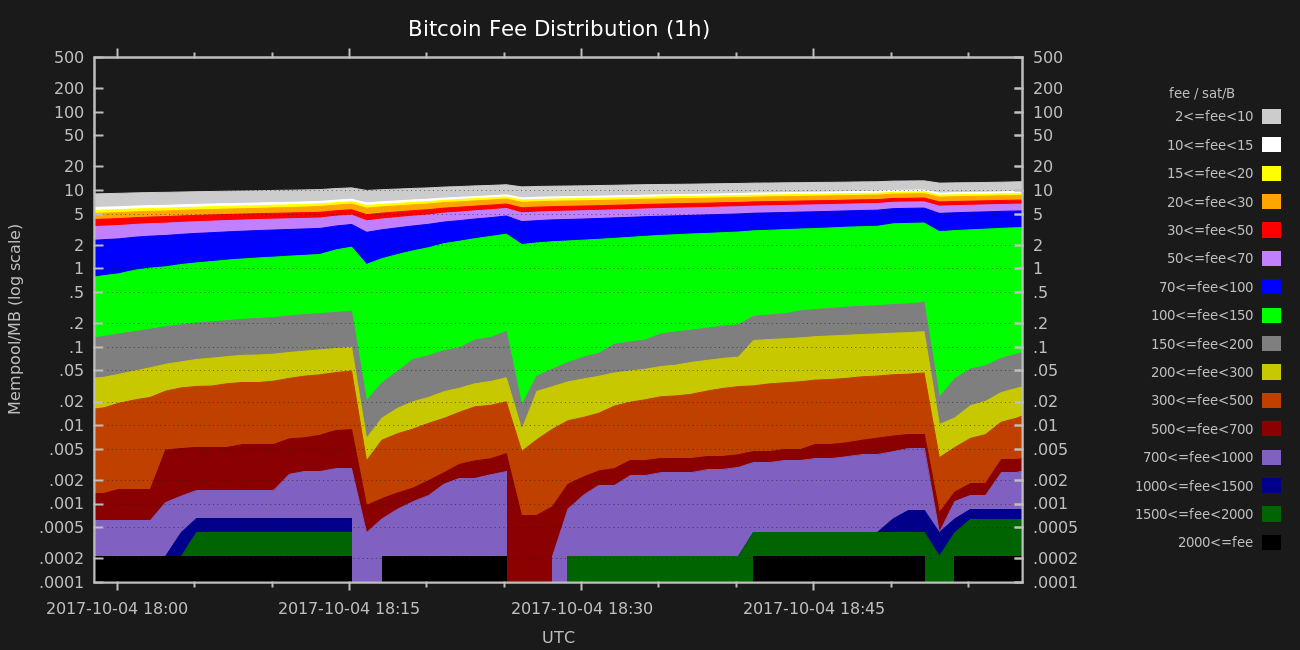 Bitcoin Fee Distribution (1h)
500
200
100
50
20
10
5
2
1
.5
.2
.1
.05
.02
.01
.005
.002
.001
.0005
.0002
.0001
Mempool/MB (log scale)
500
200
100
50
20
10
5
2
1
.5
.2
.1
.05
.02
.01
.005
.002
.001
.0005
.0002
.0001
2017-10-04 18:00
2017-10-04 18:15
2017-10-04 18:30
2017-10-04 18:45
UTC
fee / sat/B
2<=fee<10
10<=fee<15
15<=fee<20
20<=fee<30
30<=fee<50
50<=fee<70
70<=fee<100
100<=fee<150
150<=fee<200
200<=fee<300
300<=fee<500
500<=fee<700
700<=fee<1000
1000<=fee<1500
1500<=fee<2000
2000<=fee